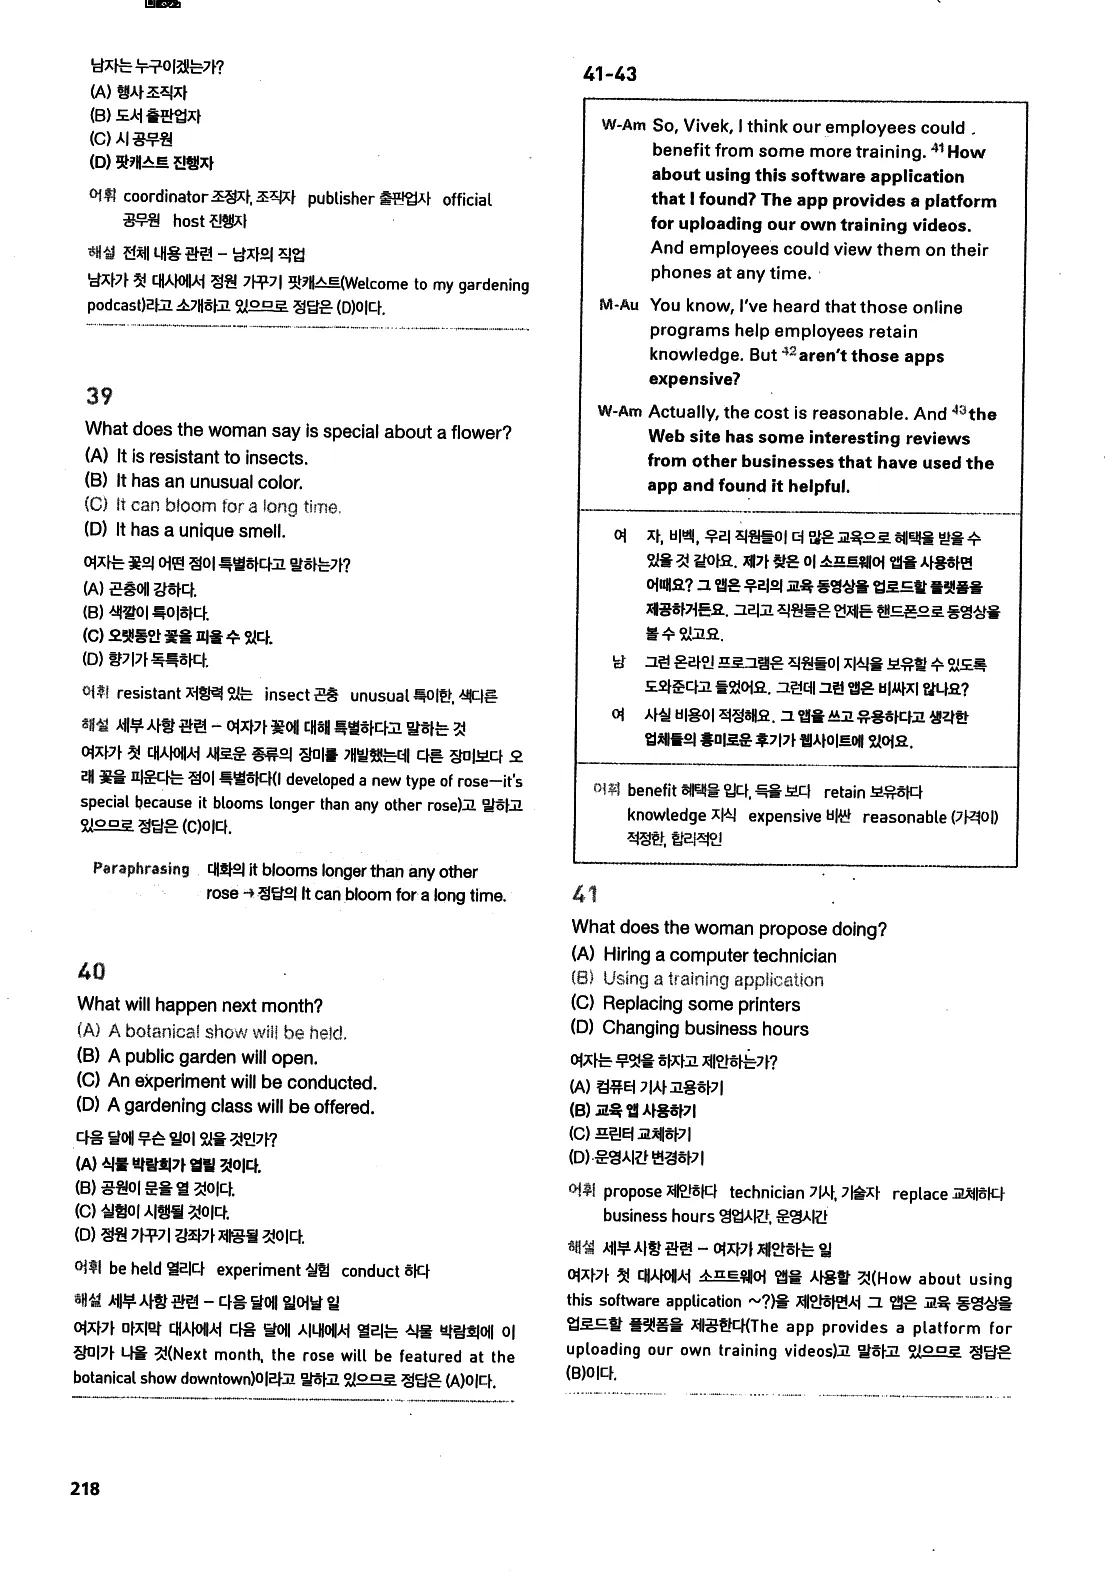 남자는 누구이겠는가?
(A) 행사 조직자
(B) 도서 출판업자
(C) 시 공무원
(D) 팟캐스트 진행자
어휘 coordinator 조정자, 조직자 publisher 출판업자 official
공무원 host 진행자
해설 전체 내용 관련 – 남자의 직업
남자가 첫 대사에서 정원 가꾸기 팟캐스트(Welcome to my gardening
podcast)라고 소개하고 있으므로 정답은 (D)이다.
39
What does the woman say is special about a flower?
(A) It is resistant to insects.
(B) It has an unusual color.
(C) It can bloom for a long time.
(D) It has a unique smell.
여자는 꽃의 어떤 점이 특별하다고 말하는가?
(A) 곤충에 강하다.
(B) 색깔이 특이하다.
(C) 오랫동안 꽃을 피울 수 있다.
(D) 향기가 독특하다.
어휘 resistant 저항력 있는 insect 곤충 unusual 특이한, 색다른
해설 세부 사항 관련 – 여자가 꽃에 대해 특별하다고 말하는 것
여자가 첫 대사에서 새로운 종류의 장미를 개발했는데 다른 장미보다 오
래 꽃을 피운다는 점이 특별하다(I developed a new type of rose—it's
special because it blooms longer than any other rose)고 말하고
있으므로 정답은 (C)이다.
Paraphrasing 대화의 it blooms longer than any other
rose → 정답의 It can bloom for a long time.
40
What will happen next month?
(A) A botanical show will be held.
(B) A public garden will open.
(C) An experiment will be conducted.
(D) A gardening class will be offered.
다음 달에 무슨 일이 있을 것인가?
(A) 식물 박람회가 열릴 것이다.
(B) 공원이 문을 열 것이다.
(C) 실험이 시행될 것이다.
(D) 정원 가꾸기 강좌가 제공될 것이다.
어휘 be held 열리다 experiment 실험 conduct 하다
해설 세부 사항 관련 – 다음 달에 일어날 일
여자가 마지막 대사에서 다음 달에 시내에서 열리는 식물 박람회에 이
장미가 나올 것(Next month, the rose will be featured at the
botanical show downtown)이라고 말하고 있으므로 정답은 (A)이다.
218
41-43
W-Am So, Vivek, I think our employees could
benefit from some more training. 41 How
about using this software application
that I found? The app provides a platform
for uploading our own training videos.
And employees could view them on their
phones at any time.
M-Au You know, I've heard that those online
programs help employees retain
knowledge. But 42 aren't those apps
expensive?
W-Am Actually, the cost is reasonable. And 43 the
Web site has some interesting reviews
from other businesses that have used the
app and found it helpful.
여 자, 비벡, 우리 직원들이 더 많은 교육으로 혜택을 받을 수
있을 것 같아요. 제가 찾은 이 소프트웨어 앱을 사용하면
어때요? 그 앱은 우리의 교육 동영상을 업로드할 플랫폼을
제공하거든요. 그리고 직원들은 언제든 핸드폰으로 동영상을
볼 수 있고요.
남 그런 온라인 프로그램은 직원들이 지식을 보유할 수 있도록
도와준다고 들었어요. 그런데 그런 앱은 비싸지 않나요?
여 사실 비용이 적정해요. 그 앱을 쓰고 유용하다고 생각한
업체들의 흥미로운 후기가 웹사이트에 있어요.
어휘 benefit 혜택을 입다, 득을 보다 retain 보유하다
knowledge 지식 expensive 비싼 reasonable (가격이)
적정한, 합리적인
41
What does the woman propose doing?
(A) Hiring a computer technician
(B) Using a training application
(C) Replacing some printers
(D) Changing business hours
여자는 무엇을 하자고 제안하는가?
(A) 컴퓨터 기사 고용하기
(B) 교육 앱 사용하기
(C) 프린터 교체하기
(D) 운영시간 변경하기
어휘 propose 제안하다 technician 기사, 기술자 replace 교체하다
business hours 영업시간, 운영시간
해설 세부 사항 관련 – 여자가 제안하는 일
여자가 첫 대사에서 소프트웨어 앱을 사용할 것(How about using
this software application ~?)을 제안하면서 그 앱은 교육 동영상을
업로드할 플랫폼을 제공한다(The app provides a platform for
uploading our own training videos)고 말하고 있으므로 정답은
(B)이다.